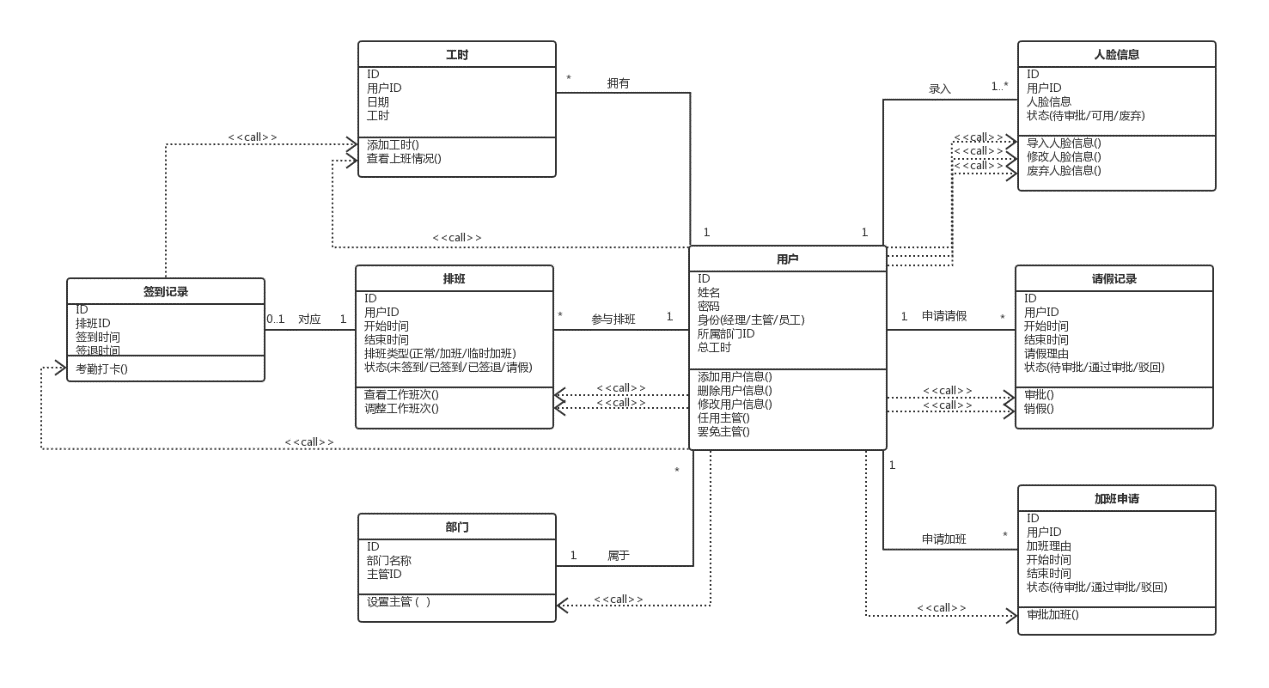 工时
ID
用户ID
日期
工时
添加工时()
查看上班情况()
*
拥有
1
人脸信息
ID
用户ID
人脸信息
状态(待审批/可用/废弃)
导入人脸信息()
修改人脸信息()
废弃人脸信息()
录入
1..*
1
<<call>>
<<call>>
<<call>>
<<call>>
<<call>>
签到记录
ID
排班ID
签到时间
签退时间
考勤打卡()
0..1
对应
1
排班
ID
用户ID
开始时间
结束时间
排班类型(正常/加班/临时加班)
状态(未签到/已签到/已签退/请假)
查看工作班次()
调整工作班次()
*
参与排班
1
<<call>>
<<call>>
用户
ID
姓名
密码
身份(经理/主管/员工)
所属部门ID
总工时
添加用户信息()
删除用户信息()
修改用户信息()
任用主管()
罢免主管()
1
申请请假
*
<<call>>
<<call>>
请假记录
ID
用户ID
开始时间
结束时间
请假理由
状态(待审批/通过审批/驳回)
审批()
销假()
<<call>>
部门
ID
部门名称
主管ID
设置主管（ ）
1
属于
*
<<call>>
1
申请加班
*
<<call>>
加班申请
ID
用户ID
加班理由
开始时间
结束时间
状态(待审批/通过审批/驳回)
审批加班()